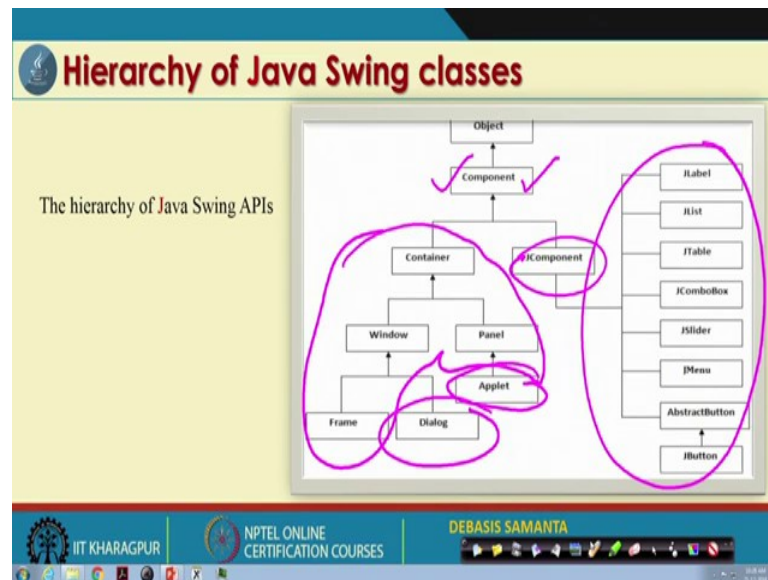 Hierarchy of Java Swing classes
The hierarchy of Java Swing APIs
Object
Component
Container
JComponent
Window
Panel
Applet
Frame
Dialog
JLabel
JList
JTable
JComboBox
JSlider
JMenu
AbstractButton
JButton
IIT KHARAGPUR
NPTEL ONLINE
CERTIFICATION COURSES
DEBASIS SAMANTA